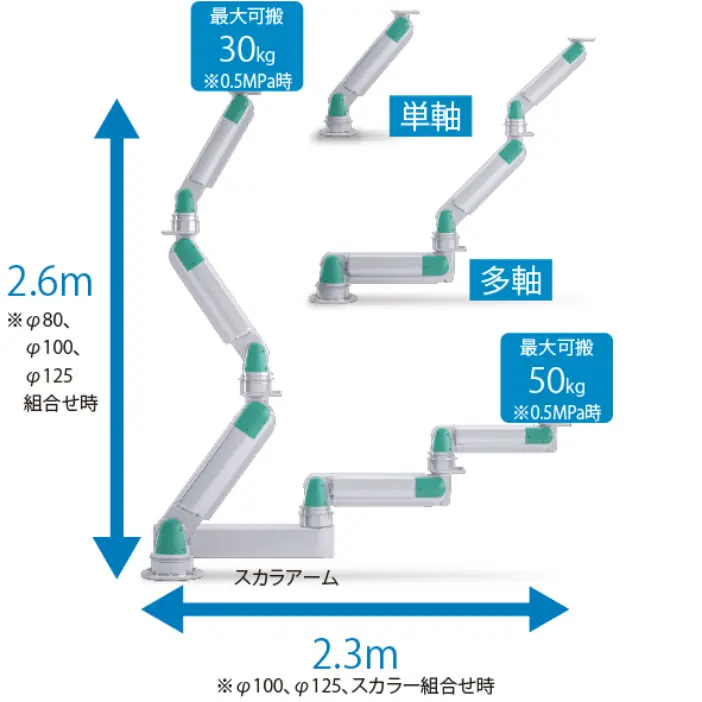 最大可搬
30kg
※0.5MPa時
単軸
多軸
2.6m
※φ80、
φ100、
φ125
組合せ時
最大可搬
50kg
※0.5MPa時
スカラアーム
2.3m
※φ100、φ125、スカラー組合せ時